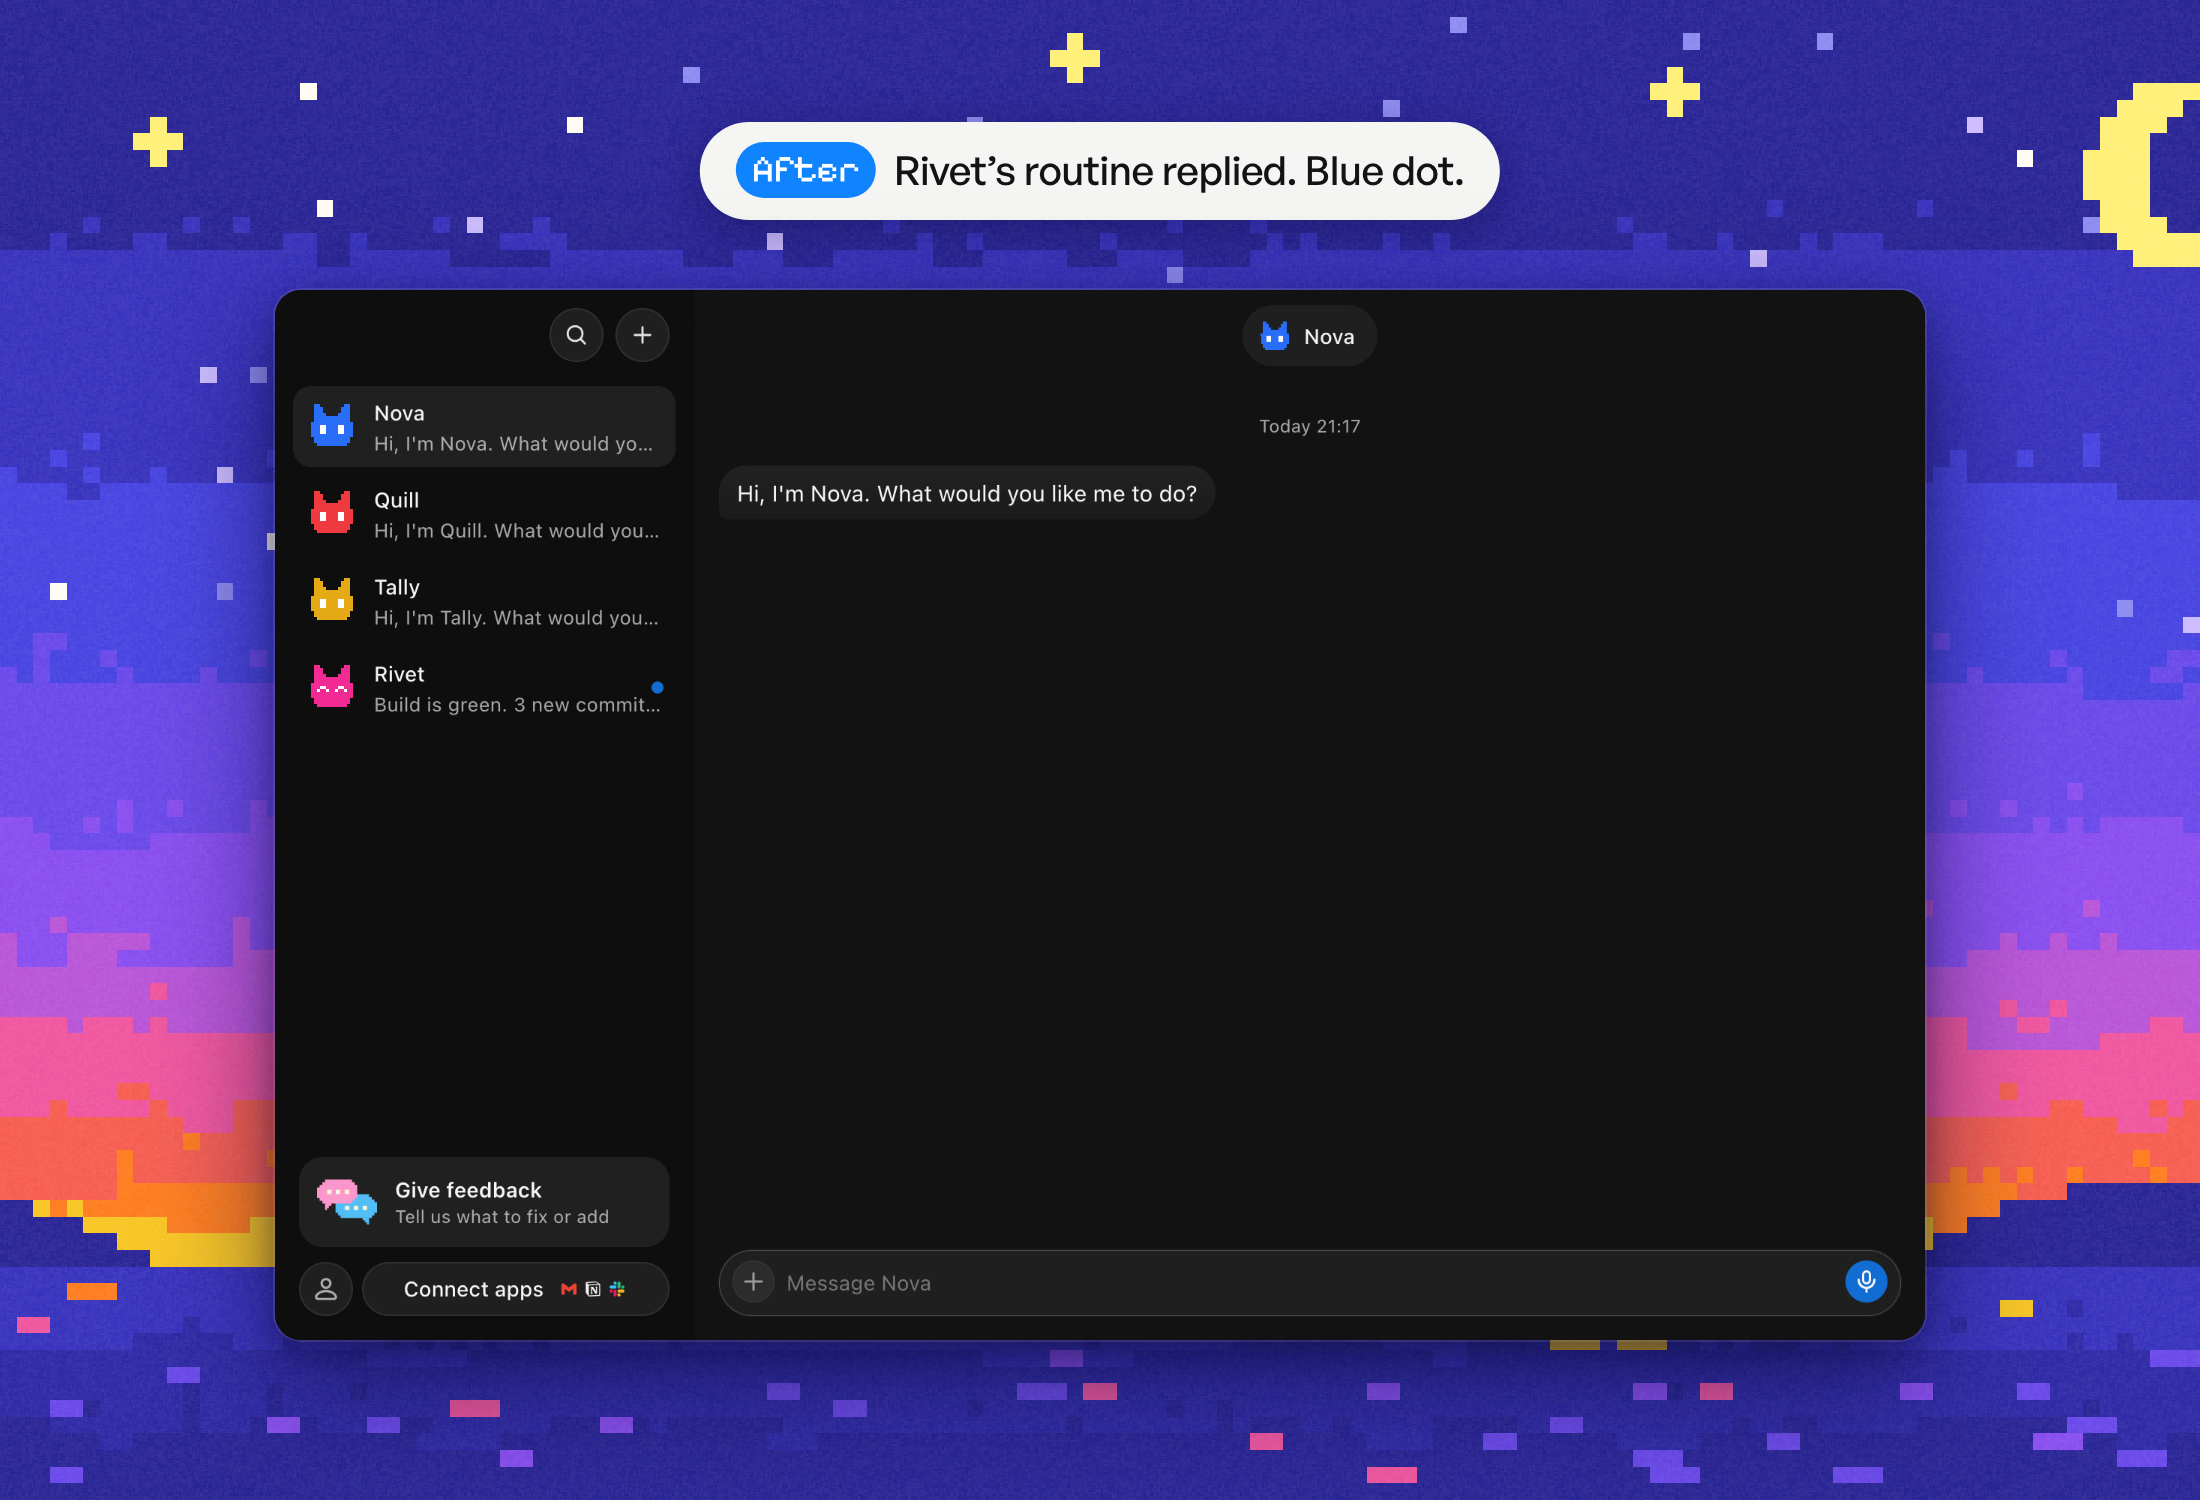 After Rivet’s routine replied. Blue dot.
Nova
Hi, I'm Nova. What would yo...
Quill
Hi, I'm Quill. What would you...
Tally
Hi, I'm Tally. What would you...
Rivet
Build is green. 3 new commit...
Give feedback
Tell us what to fix or add
Connect apps
Nova
Today 21:17
Hi, I'm Nova. What would you like me to do?
Message Nova